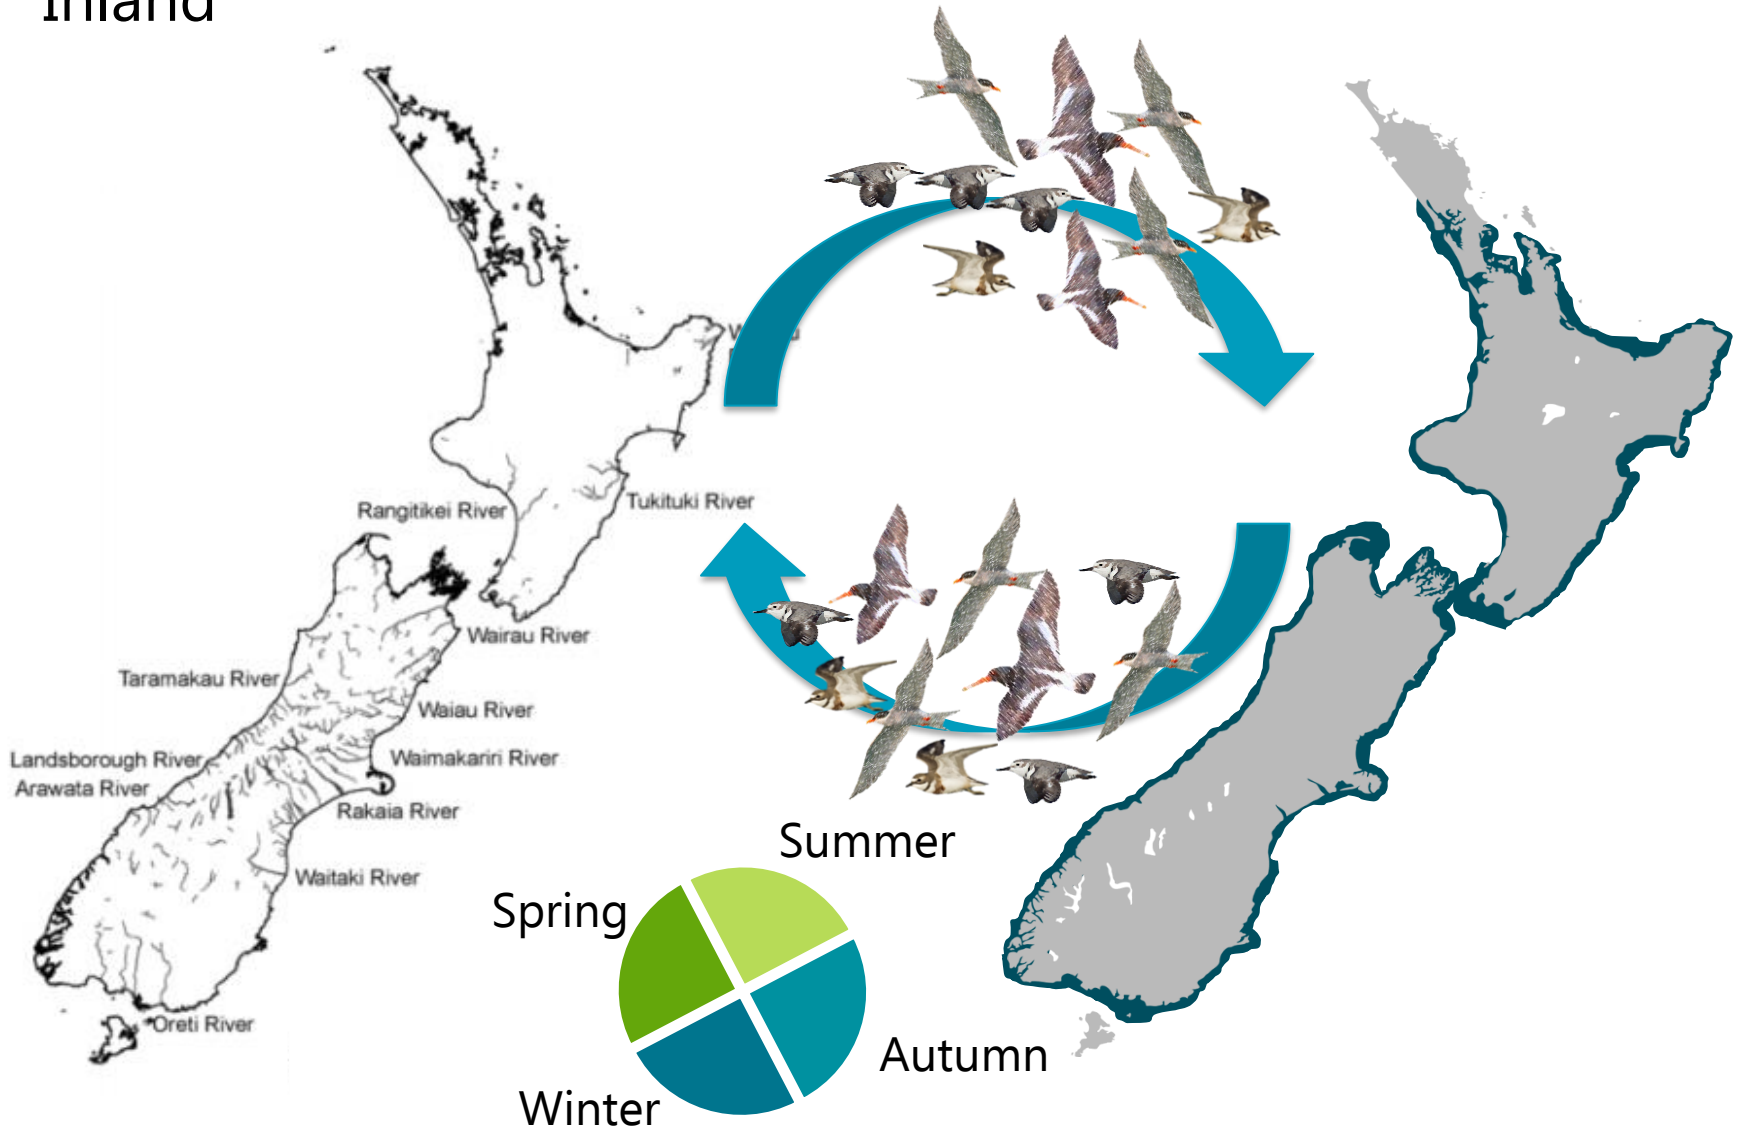 Inland
Rangitikei River
Tukituki River
Wairau River
Taramakau River
Waiau River
Landsborough River
Waimakariri River
Arawata River
Rakaia River
Summer
Waitaki River
Spring
Oreti River
Autumn
Winter